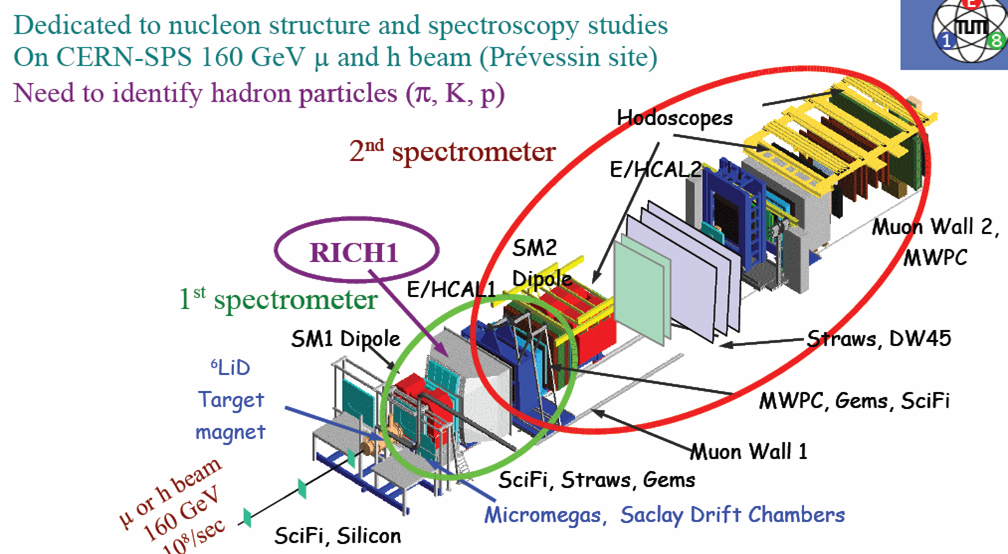 Dedicated to nucleon structure and spectroscopy studies
On CERN-SPS 160 GeV μ and h beam (Prévessin site)
Need to identify hadron particles (π, K, p)
E
TUM
1
8
Hodoscopes
2nd spectrometer
E/HCAL2
Muon Wall 2,
MWPC
RICH1
SM2
Dipole
E/HCAL1
1st spectrometer
SM1 Dipole
Straws, DW45
⁶LiD
Target
magnet
MWPC, Gems, SciFi
Muon Wall 1
SciFi, Straws, Gems
μ or h beam
160 GeV
10⁸/sec
Micromegas, Saclay Drift Chambers
SciFi, Silicon